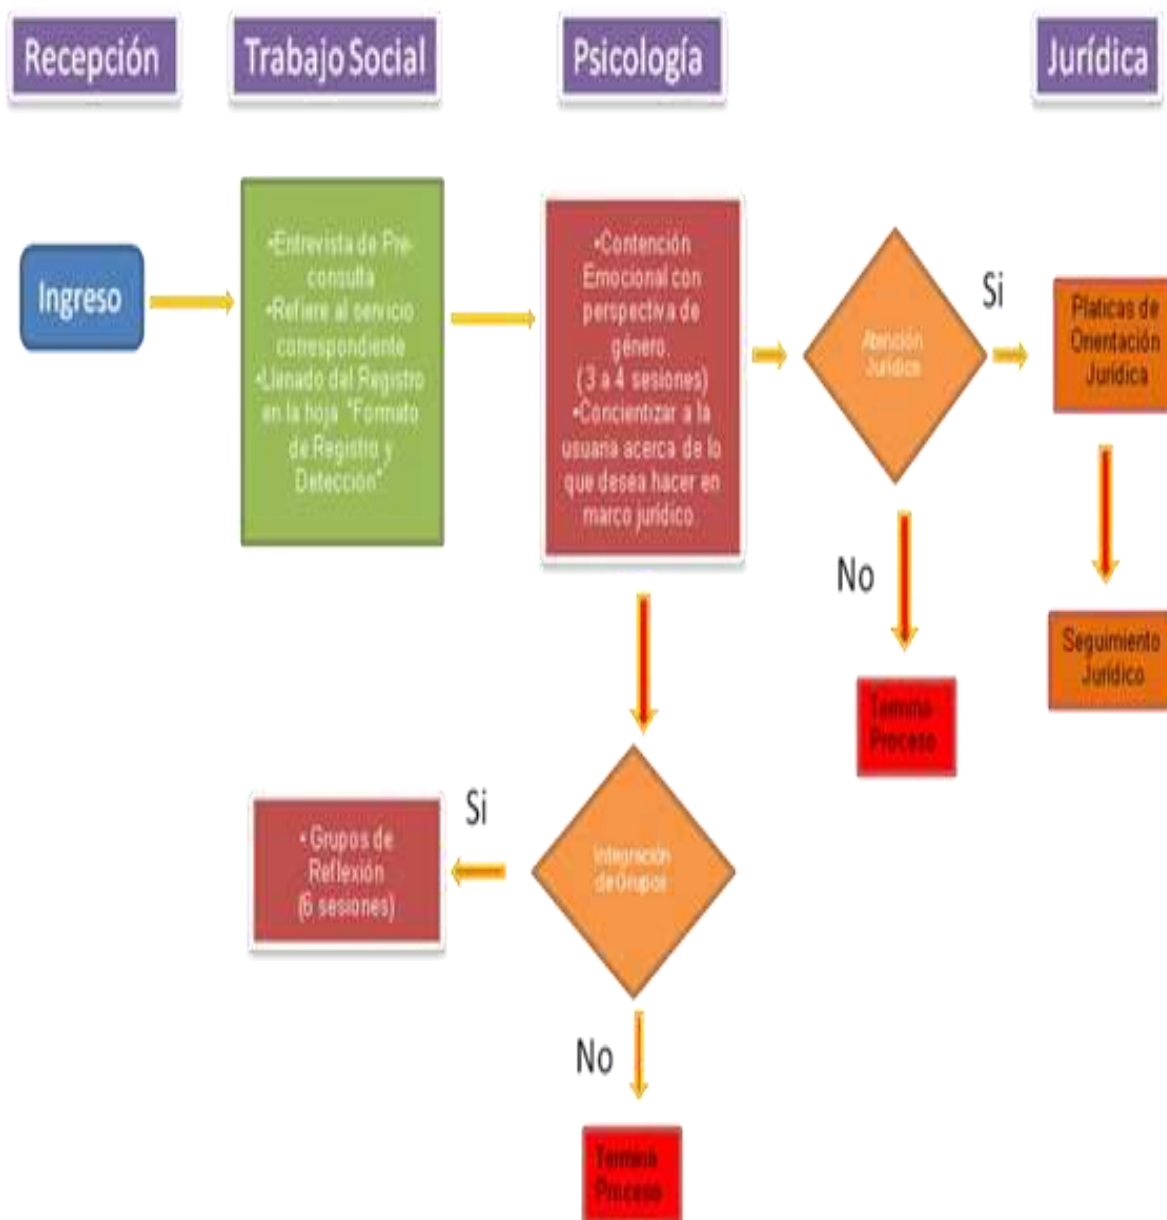 Recepción
Trabajo Social
Psicología
Jurídica
Ingreso
•Entrevista de Pre-
consulta
•Refiere al servicio
correspondiente
•Llenado del Registro
en la hoja "Formato
de Registro y
Detección"
•Contención
Emocional con
perspectiva de
género.
(3 a 4 sesiones)
•Concientizar a la
usuaria acerca de lo
que desea hacer en
marco jurídico
Atención
Jurídico
Si
Platicas de
Orientación
Jurídica
No
Seguimiento
Jurídico
Termina
Proceso
Si
• Grupos de
Reflexión
(6 sesiones)
Integración
de Grupos
No
Termina
Proceso